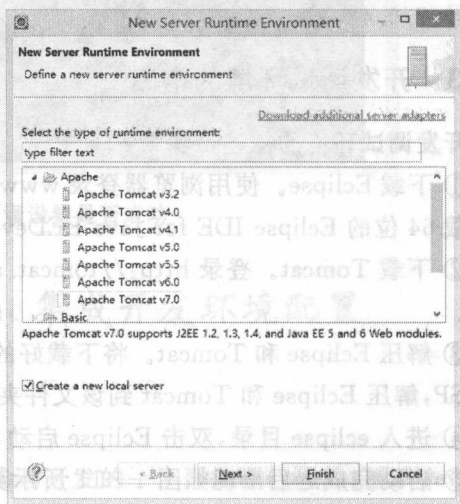 New Server Runtime Environment
New Server Runtime Environment
Define a new server runtime environment
Download additional server adapters
Select the type of runtime environment:
type filter text
Apache
Apache Tomcat v3.2
Apache Tomcat v4.0
Apache Tomcat v4.1
Apache Tomcat v5.0
Apache Tomcat v5.5
Apache Tomcat v6.0
Apache Tomcat v7.0
Basic
Apache Tomcat v7.0 supports J2EE 1.2, 1.3, 1.4, and Java EE 5 and 6 Web modules.
Create a new local server
< Back Next > Finish Cancel